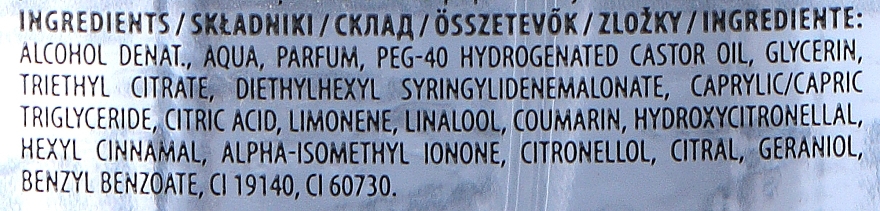 INGREDIENTS / SKŁADNIKI / СКЛАД / ÖSSZETEVŐK / ZLOŽKY / INGREDIENTE:
ALCOHOL DENAT., AQUA, PARFUM, PEG-40 HYDROGENATED CASTOR OIL, GLYCERIN,
TRIETHYL CITRATE, DIETHYLHEXYL SYRINGYLIDENEMALONATE, CAPRYLIC/CAPRIC
TRIGLYCERIDE, CITRIC ACID, LIMONENE, LINALOOL, COUMARIN, HYDROXYCITRONELLAL,
HEXYL CINNAMAL, ALPHA-ISOMETHYL IONONE, CITRONELLOL, CITRAL, GERANIOL,
BENZYL BENZOATE, CI 19140, CI 60730.